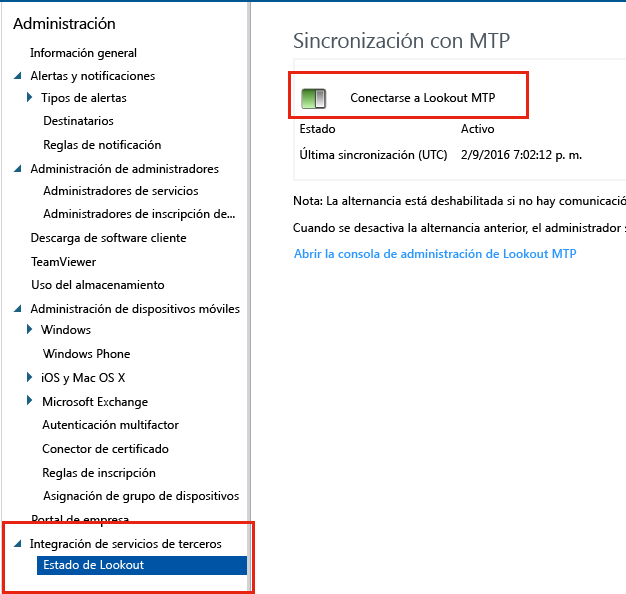 Administración
Información general
Alertas y notificaciones
Tipos de alertas
Destinatarios
Reglas de notificación
Administración de administradores
Administradores de servicios
Administradores de inscripción de...
Descarga de software cliente
TeamViewer
Uso del almacenamiento
Administración de dispositivos móviles
Windows
Windows Phone
iOS y Mac OS X
Microsoft Exchange
Autenticación multifactor
Conector de certificado
Reglas de inscripción
Asignación de grupo de dispositivos
Portal de empresa
Integración de servicios de terceros
Estado de Lookout
Sincronización con MTP
Conectarse a Lookout MTP
Estado Activo
Última sincronización (UTC) 2/9/2016 7:02:12 p. m.
Nota: La alternancia está deshabilitada si no hay comunicació
Cuando se desactiva la alternancia anterior, el administrador
Abrir la consola de administración de Lookout MTP